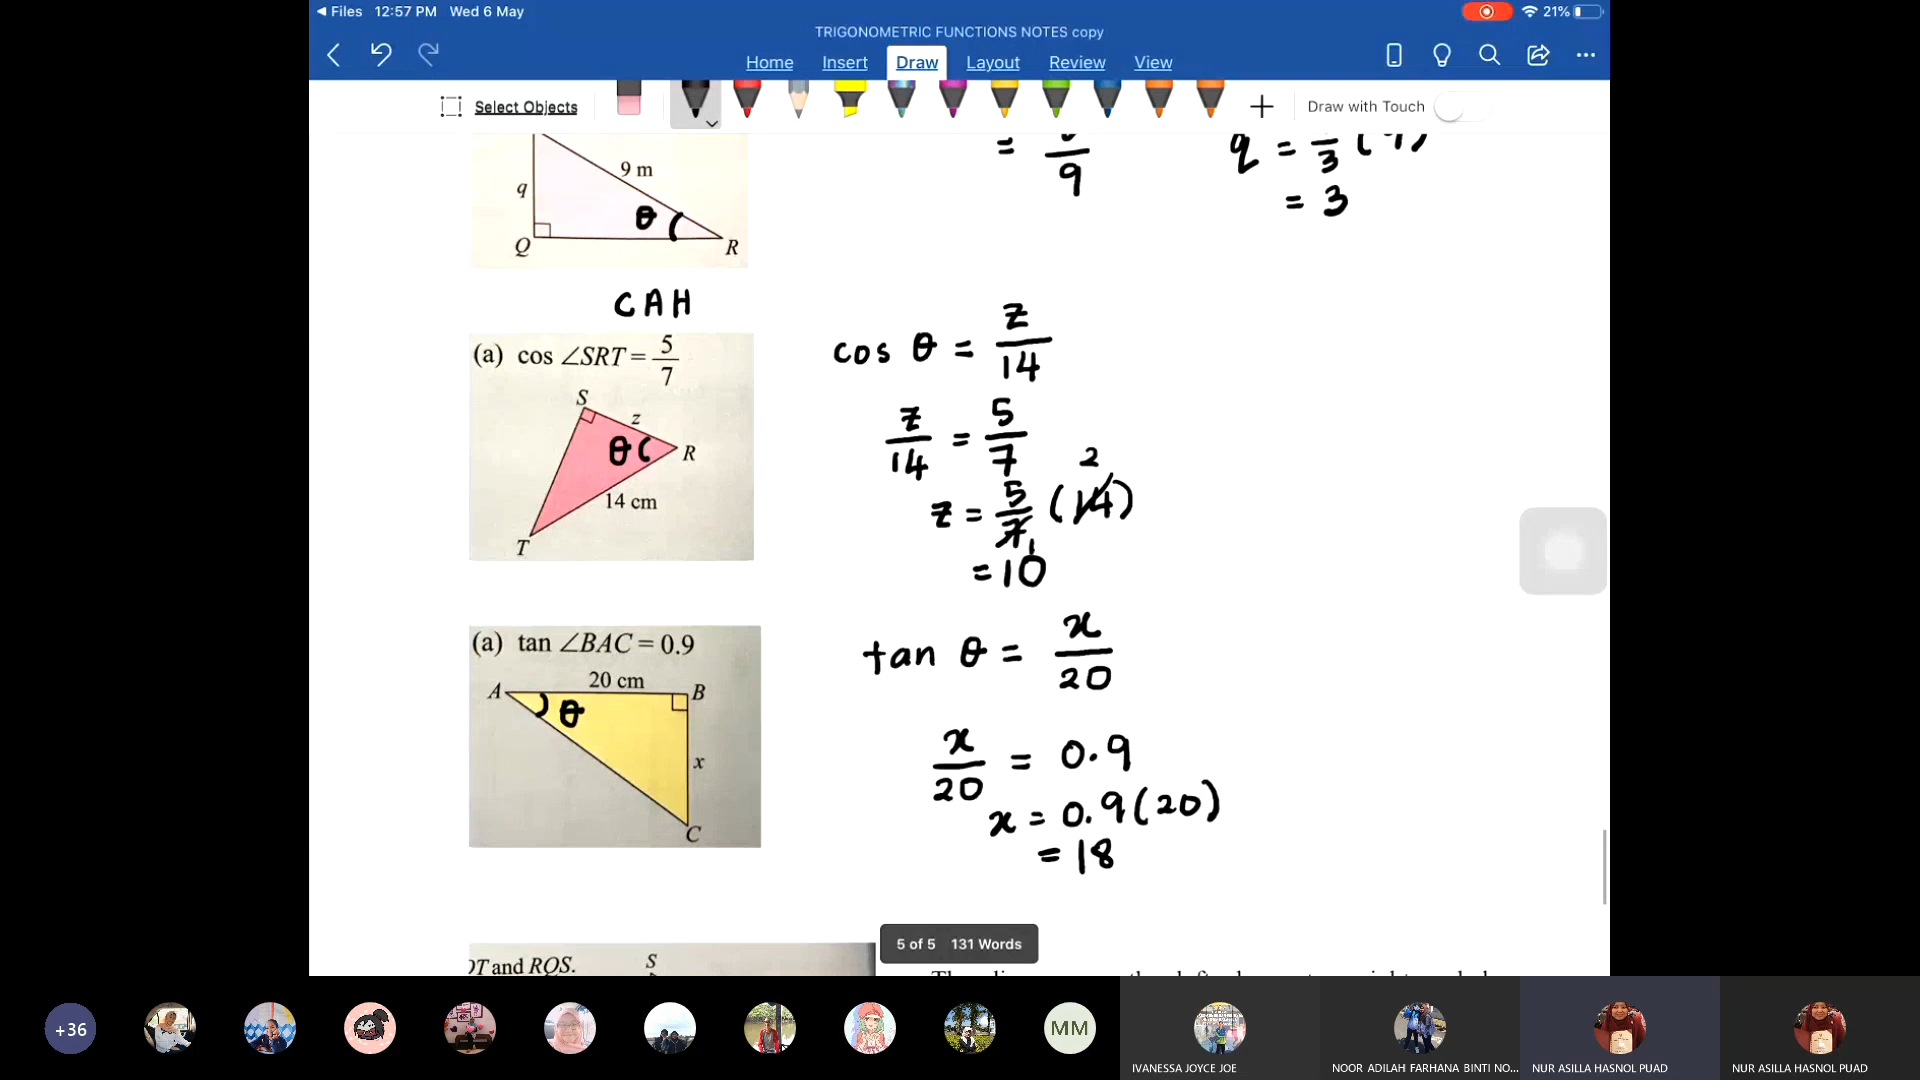 Files 12:57 PM Wed 6 May 21%
TRIGONOMETRIC FUNCTIONS NOTES copy
Home Insert Draw Layout Review View
Select Objects Draw with Touch
9 m
q
θ
Q R
= / 9
q = / 3
= 3
CAH
(a) cos ∠SRT = 5/7
S
z
θ
R
14 cm
T
cos θ = z/14
z/14 = 5/7
2
z = 5/7 (14)
1
= 10
(a) tan ∠BAC = 0.9
20 cm
A B
θ
x
C
tan θ = x/20
x/20 = 0.9
x = 0.9(20)
= 18
5 of 5 131 Words
and RQS.
S
+36
MM
IVANESSA JOYCE JOE
NOOR ADILAH FARHANA BINTI NO...
NUR ASILLA HASNOL PUAD
NUR ASILLA HASNOL PUAD